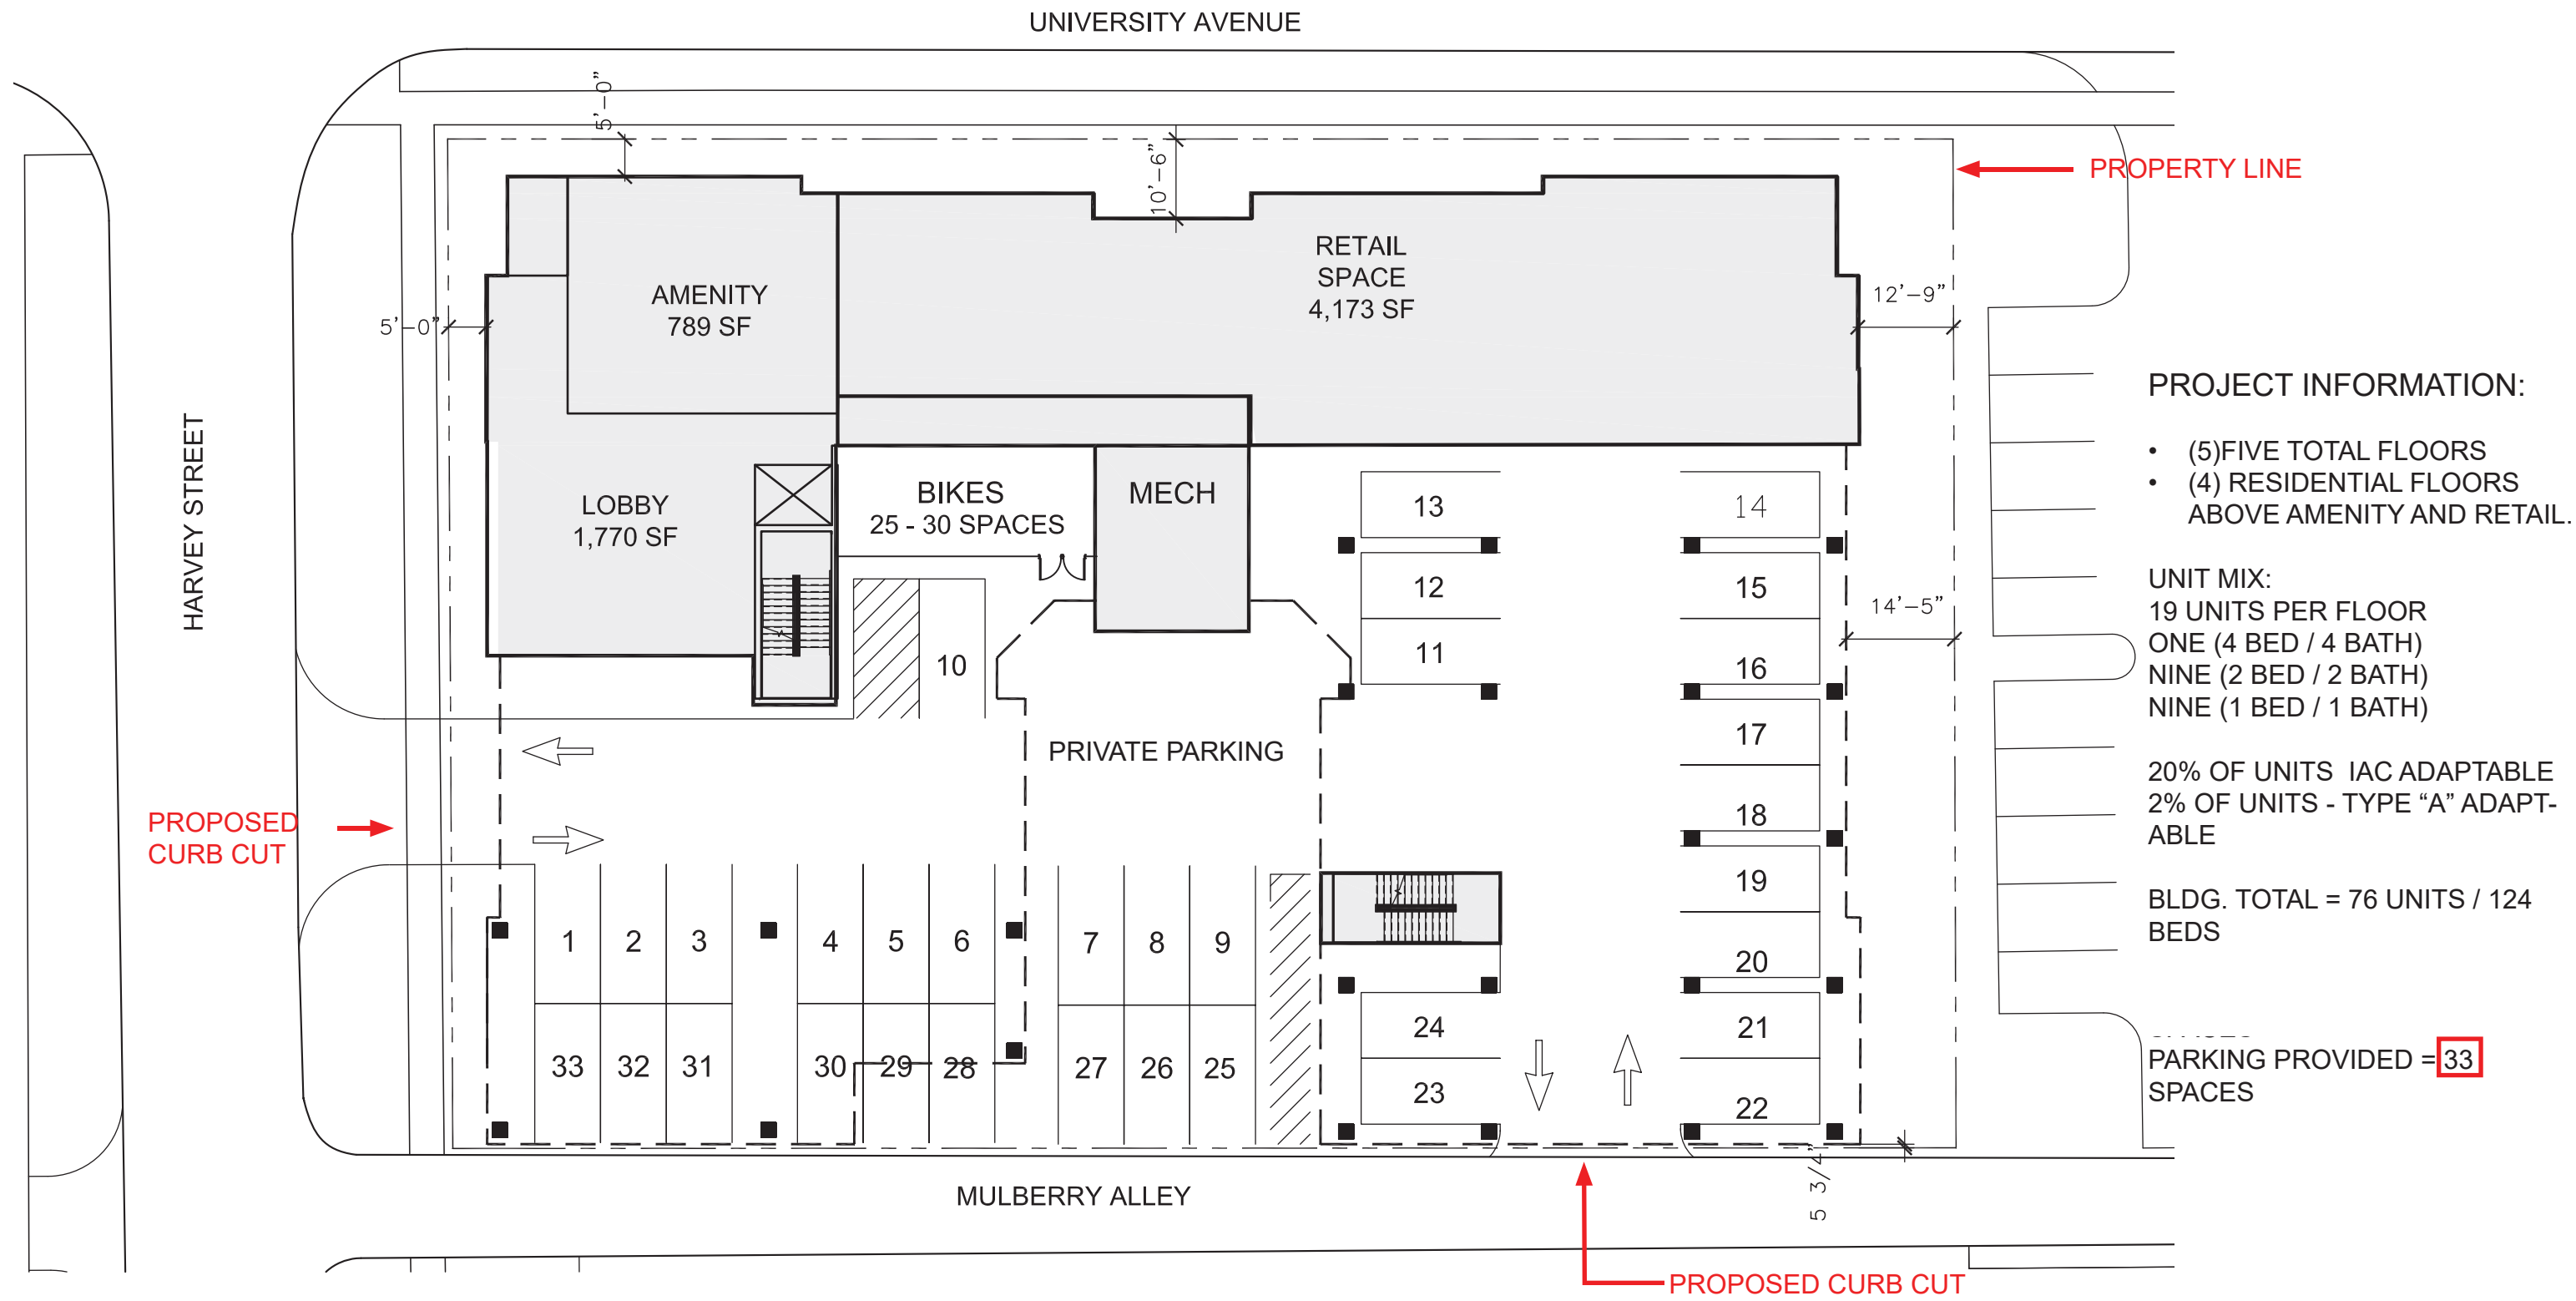 UNIVERSITY AVENUE
5'-0"
10'-6"
PROPERTY LINE
RETAIL
SPACE
4,173 SF
AMENITY
789 SF
5'-0"
12'-9"
HARVEY STREET
LOBBY
1,770 SF
BIKES
25 - 30 SPACES
MECH
13
14
12
15
11
16
10
14'-5"
17
PRIVATE PARKING
18
PROPOSED
CURB CUT
19
20
1 2 3 4 5 6 7 8 9
24
21
33 32 31 30 29 28 27 26 25
23
22
5 3/4"
MULBERRY ALLEY
PROPOSED CURB CUT
PROJECT INFORMATION:
• (5)FIVE TOTAL FLOORS
• (4) RESIDENTIAL FLOORS
ABOVE AMENITY AND RETAIL.
UNIT MIX:
19 UNITS PER FLOOR
ONE (4 BED / 4 BATH)
NINE (2 BED / 2 BATH)
NINE (1 BED / 1 BATH)
20% OF UNITS IAC ADAPTABLE
2% OF UNITS - TYPE “A” ADAPT-
ABLE
BLDG. TOTAL = 76 UNITS / 124
BEDS
PARKING PROVIDED = 33
SPACES